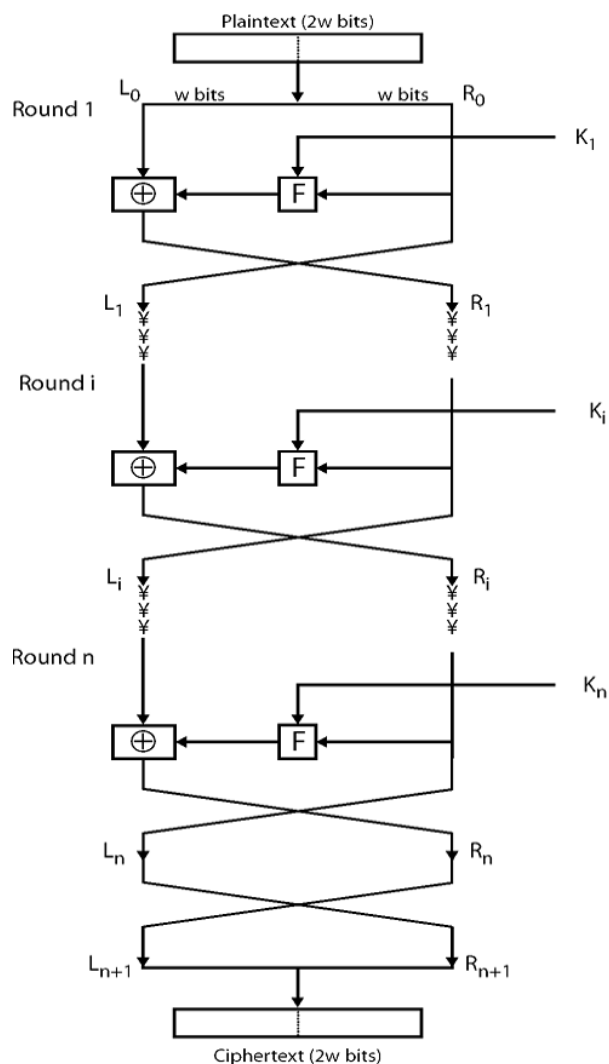 Plaintext (2w bits)
L0 w bits w bits R0
Round 1
K1
⊕ F
L1 R1
¥ ¥
¥ ¥
¥ ¥
Round i
Ki
⊕ F
Li Ri
¥ ¥
¥ ¥
¥ ¥
Round n
Kn
⊕ F
Ln Rn
Ln+1 Rn+1
Ciphertext (2w bits)